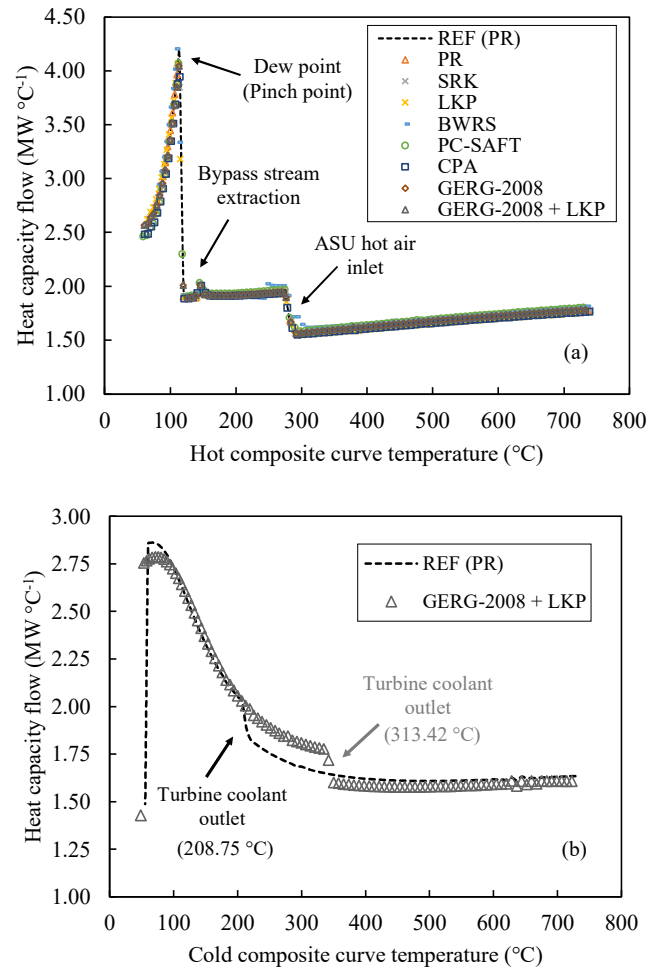 4.50
4.00
3.50
3.00
2.50
2.00
1.50
1.00
Heat capacity flow (MW °C⁻¹)
0 100 200 300 400 500 600 700 800
Hot composite curve temperature (°C)
Dew point
(Pinch point)
Bypass stream
extraction
ASU hot air
inlet
REF (PR)
PR
SRK
LKP
BWRS
PC-SAFT
CPA
GERG-2008
GERG-2008 + LKP
(a)
3.00
2.75
2.50
2.25
2.00
1.75
1.50
1.25
1.00
Heat capacity flow (MW °C⁻¹)
0 100 200 300 400 500 600 700 800
Cold composite curve temperature (°C)
REF (PR)
GERG-2008 + LKP
Turbine coolant
outlet
(313.42 °C)
Turbine coolant
outlet
(208.75 °C)
(b)